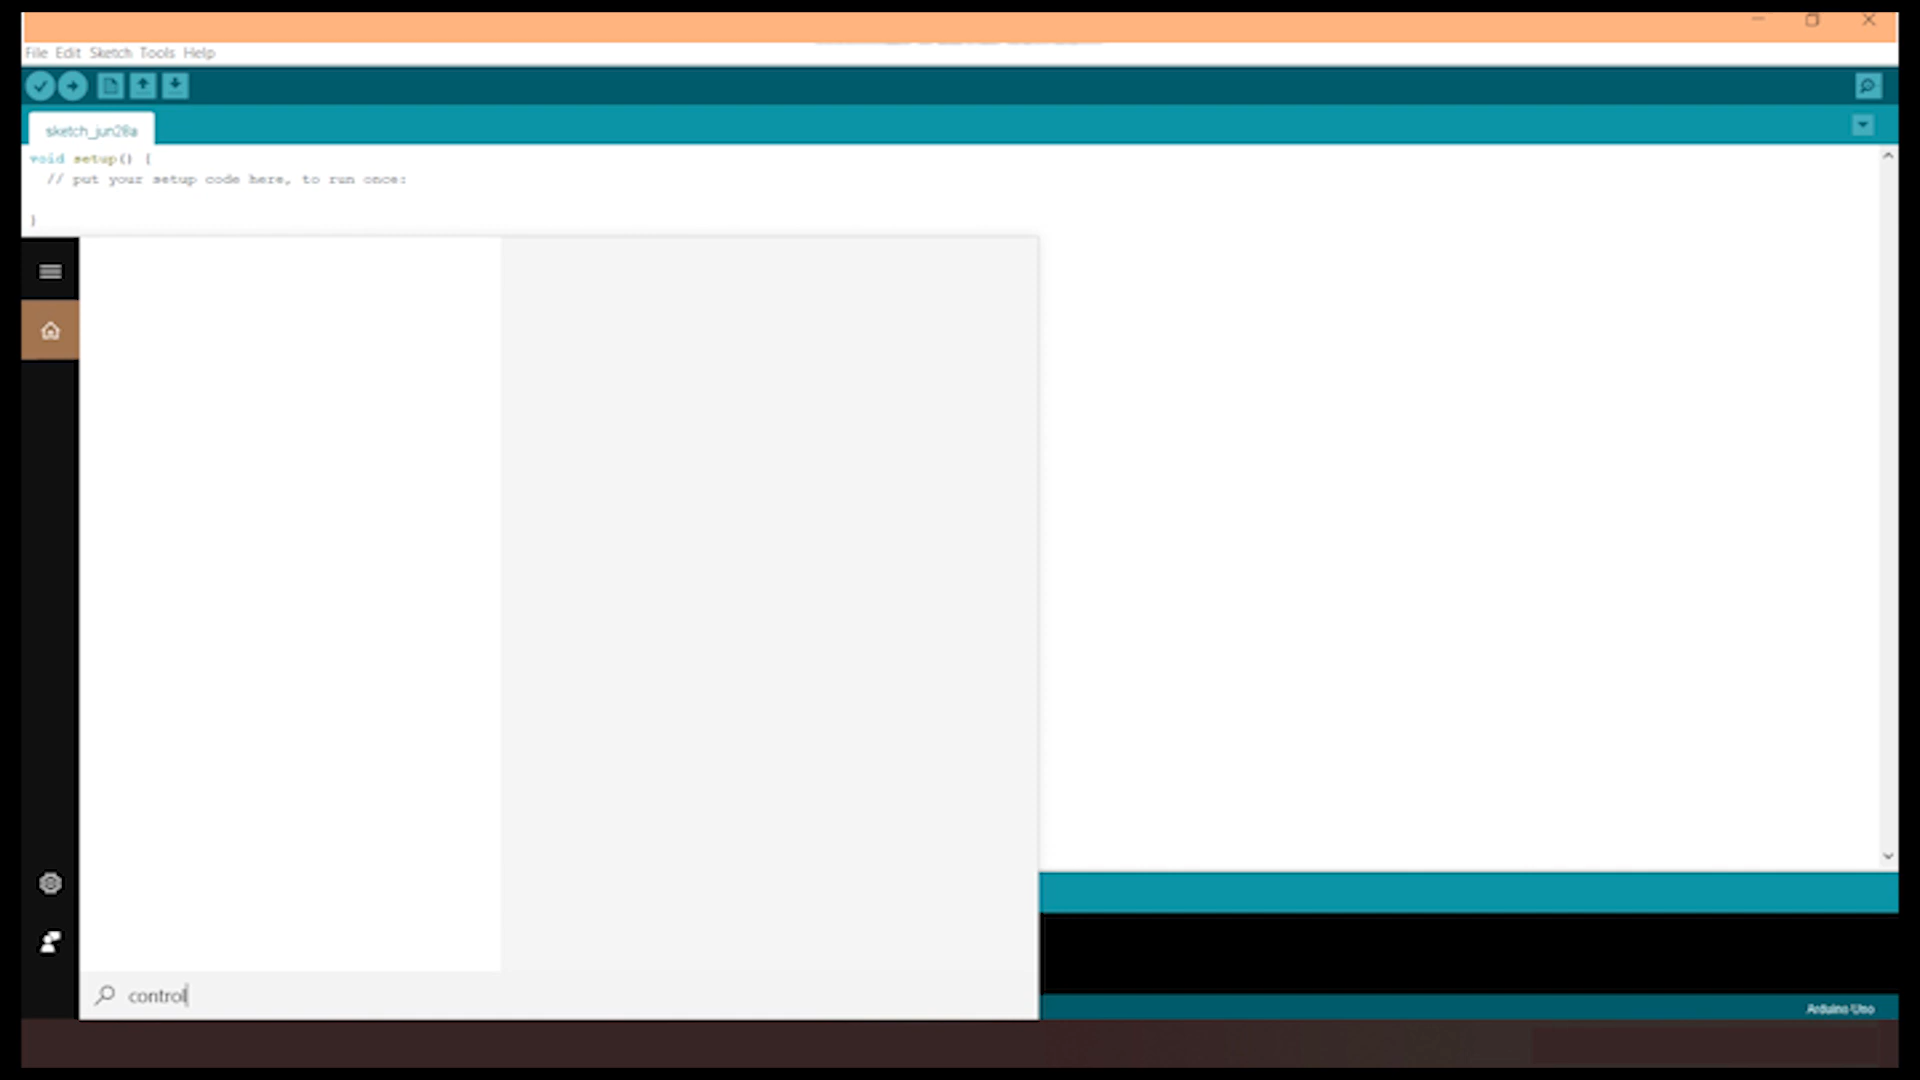 File Edit Sketch Tools Help
sketch_jun28a
void setup() {
// put your setup code here, to run once:
}
control
Arduino Uno